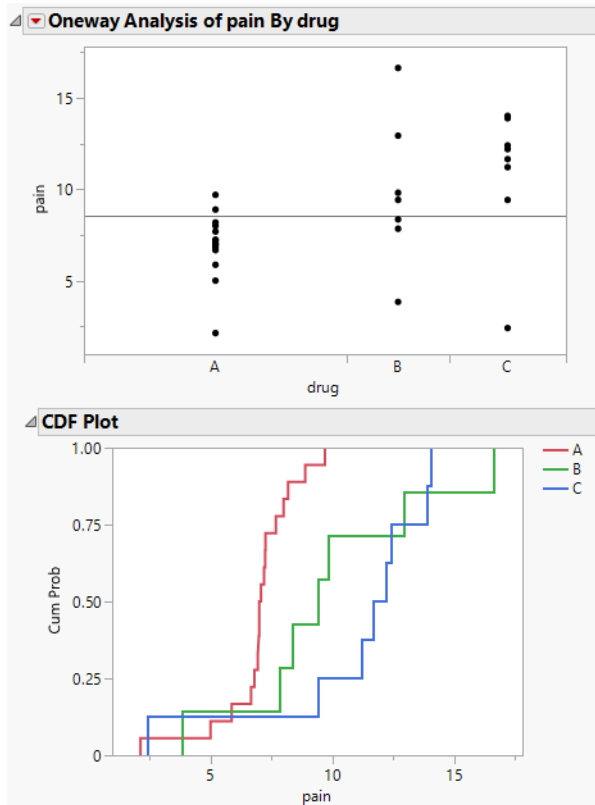 Oneway Analysis of pain By drug
15
10
5
pain
A B C
drug
CDF Plot
1.00
0.75
0.50
0.25
0
Cum Prob
5 10 15
pain
A
B
C